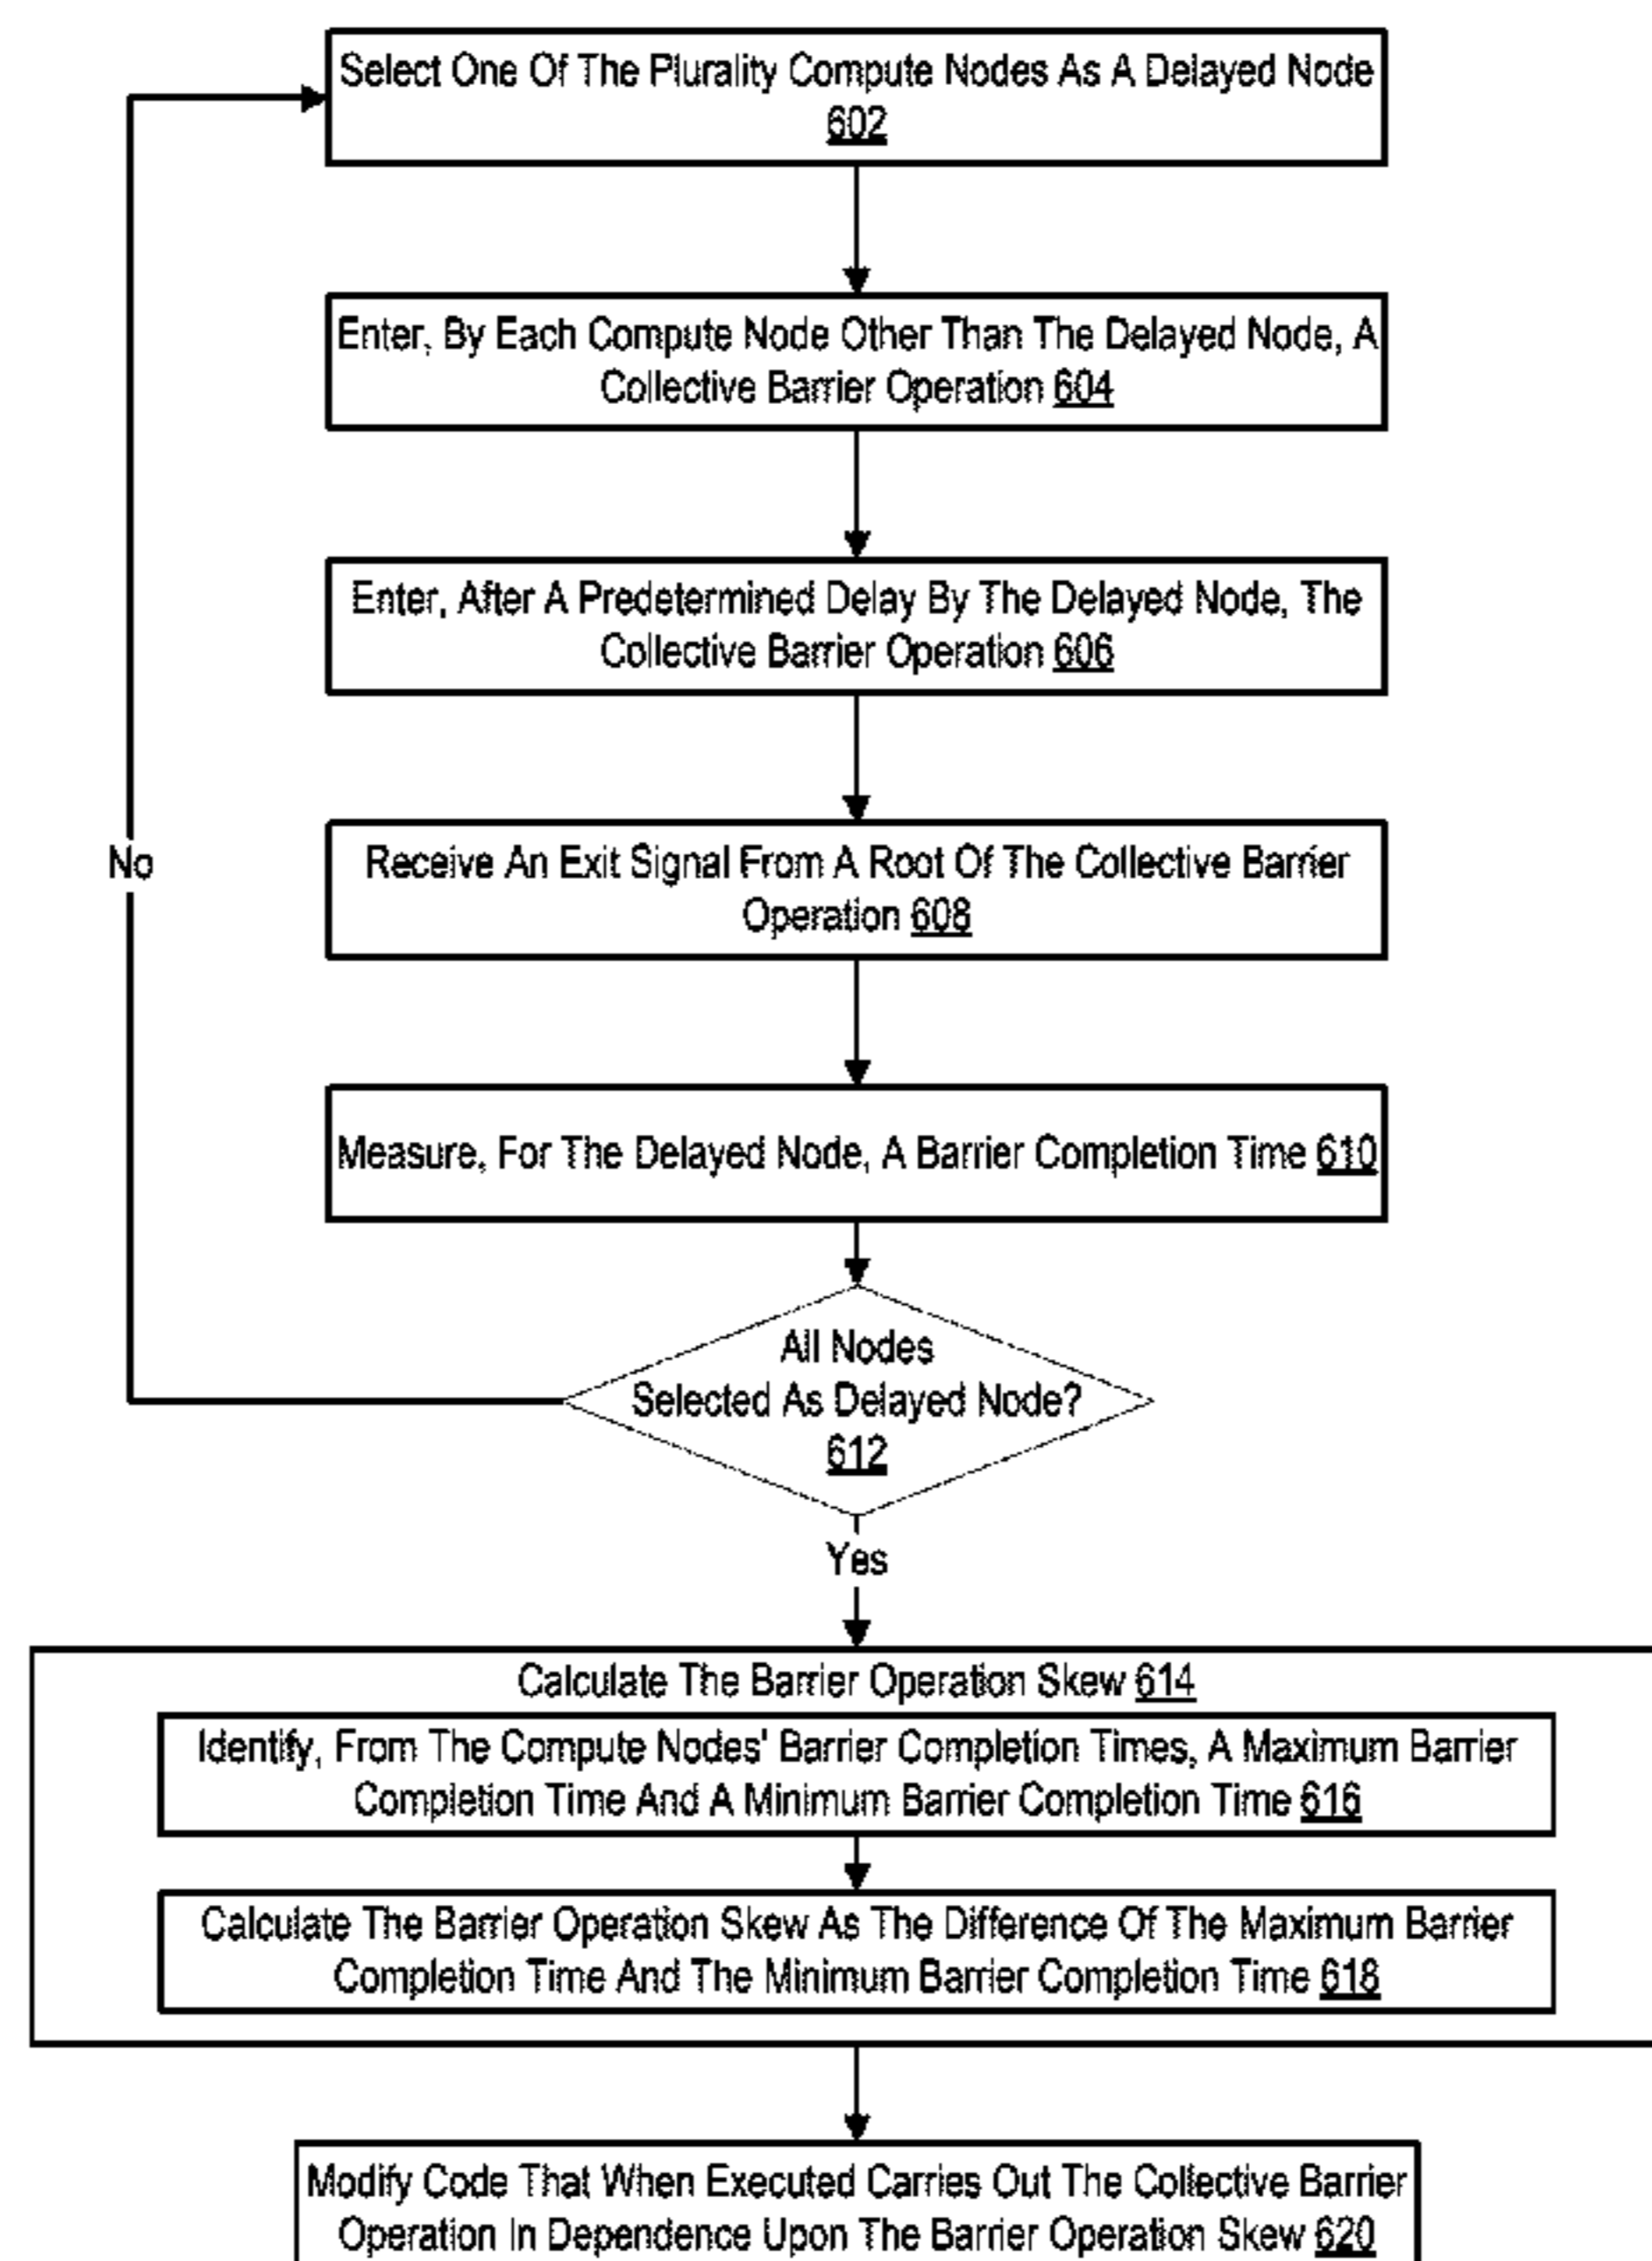 Select One Of The Plurality Compute Nodes As A Delayed Node
602
Enter, By Each Compute Node Other Than The Delayed Node, A
Collective Barrier Operation 604
Enter, After A Predetermined Delay By The Delayed Node, The
Collective Barrier Operation 606
No
Receive An Exit Signal From A Root Of The Collective Barrier
Operation 608
Measure, For The Delayed Node, A Barrier Completion Time 610
All Nodes
Selected As Delayed Node?
612
Yes
Calculate The Barrier Operation Skew 614
Identify, From The Compute Nodes' Barrier Completion Times, A Maximum Barrier
Completion Time And A Minimum Barrier Completion Time 616
Calculate The Barrier Operation Skew As The Difference Of The Maximum Barrier
Completion Time And The Minimum Barrier Completion Time 618
Modify Code That When Executed Carries Out The Collective Barrier
Operation In Dependence Upon The Barrier Operation Skew 620